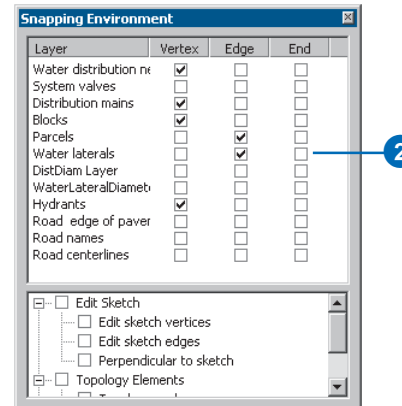 Snapping Environment
Layer Vertex Edge End
Water distribution ne
System valves
Distribution mains
Blocks
Parcels
Water laterals
DistDiam Layer
WaterLateralDiamet
Hydrants
Road edge of paver
Road names
Road centerlines
2
Edit Sketch
Edit sketch vertices
Edit sketch edges
Perpendicular to sketch
Topology Elements